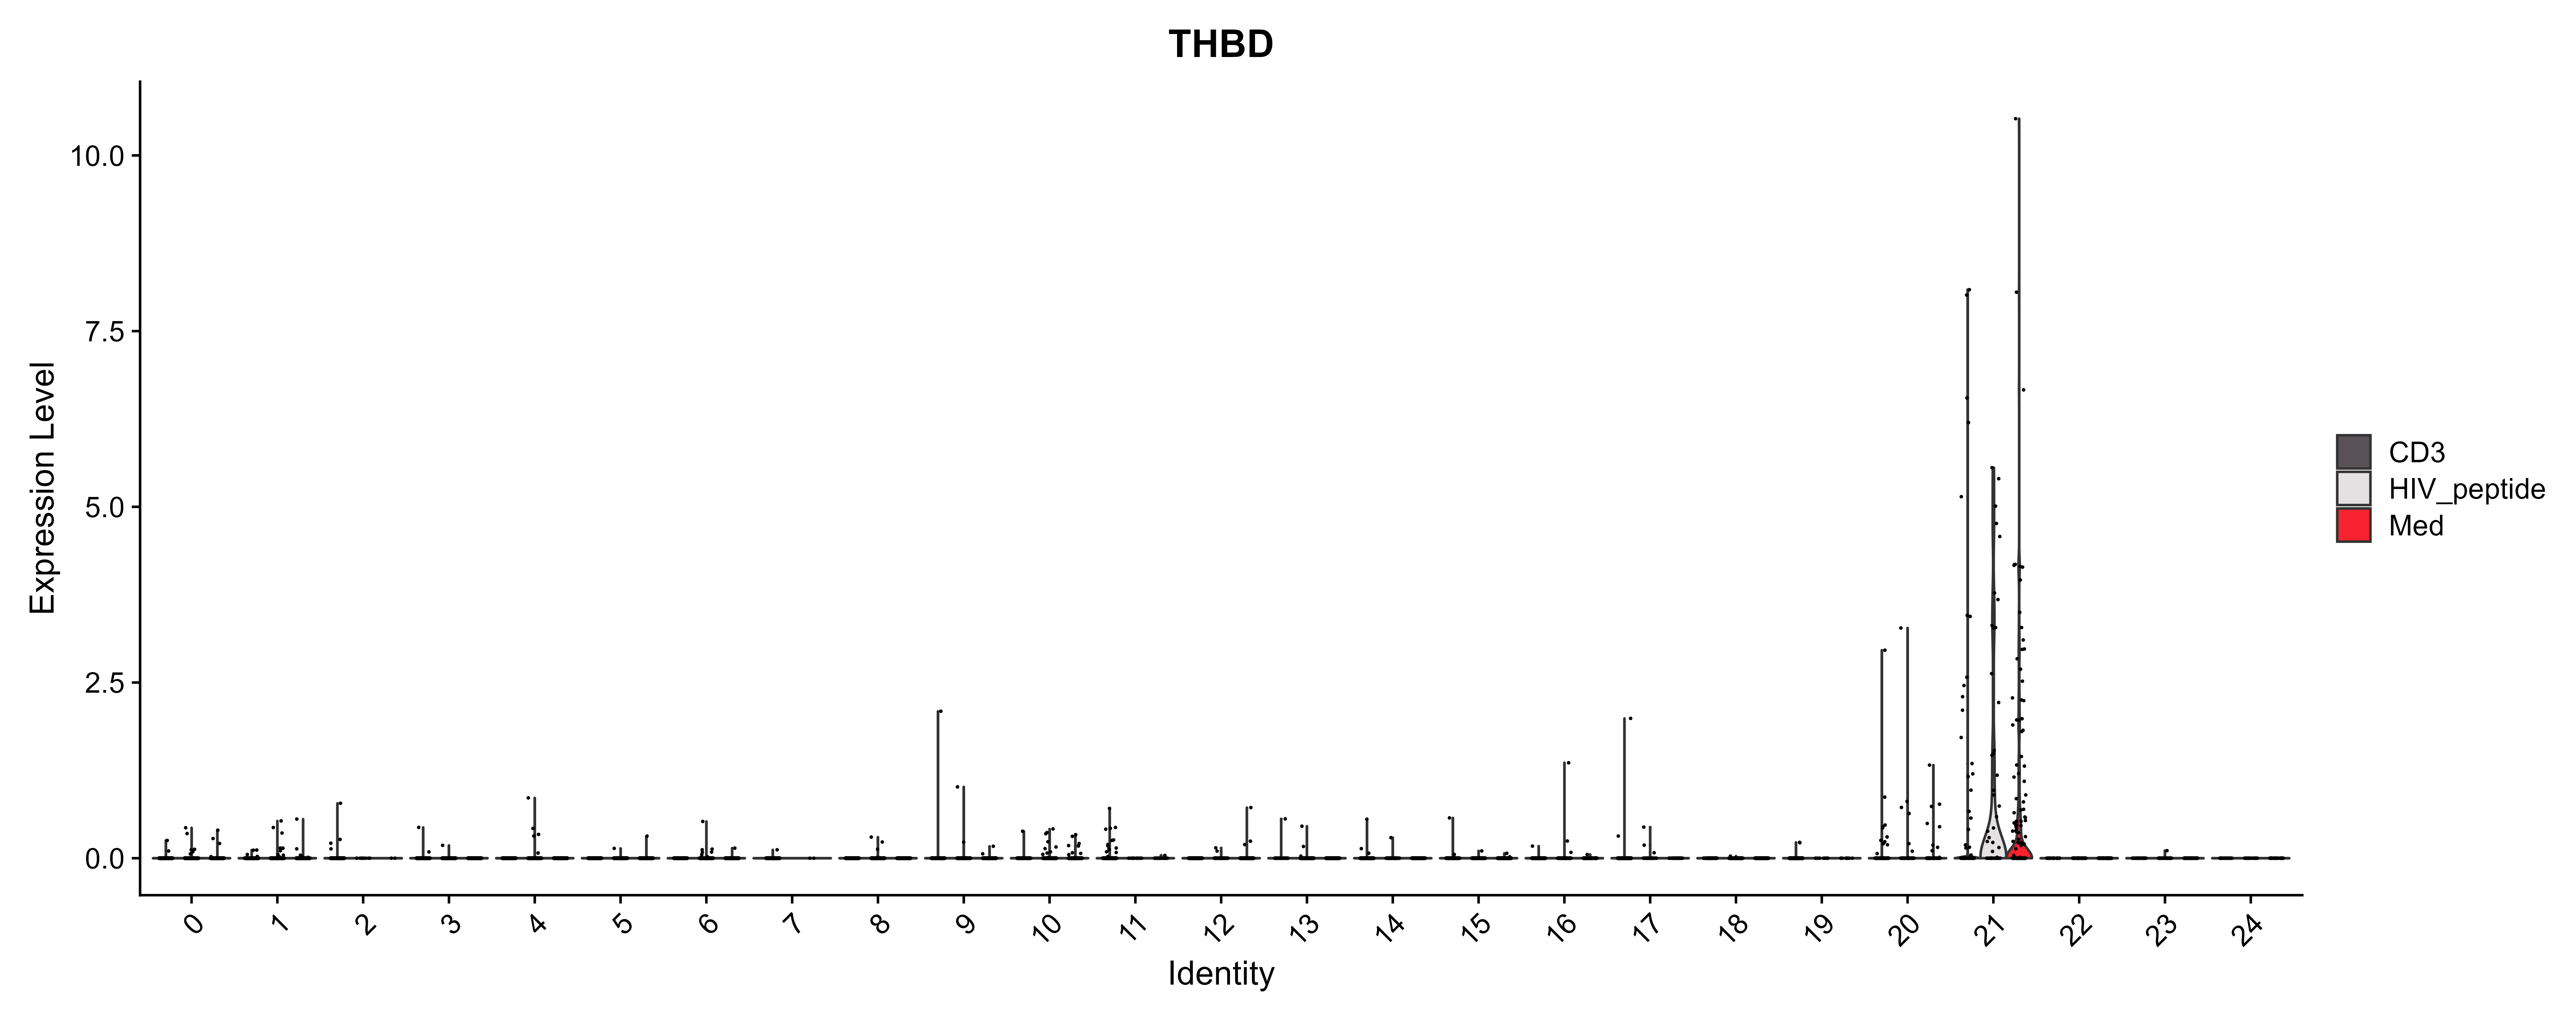 THBD
Expression Level
10.0
7.5
5.0
2.5
0.0
0 1 2 3 4 5 6 7 8 9 10 11 12 13 14 15 16 17 18 19 20 21 22 23 24
Identity
CD3
HIV_peptide
Med